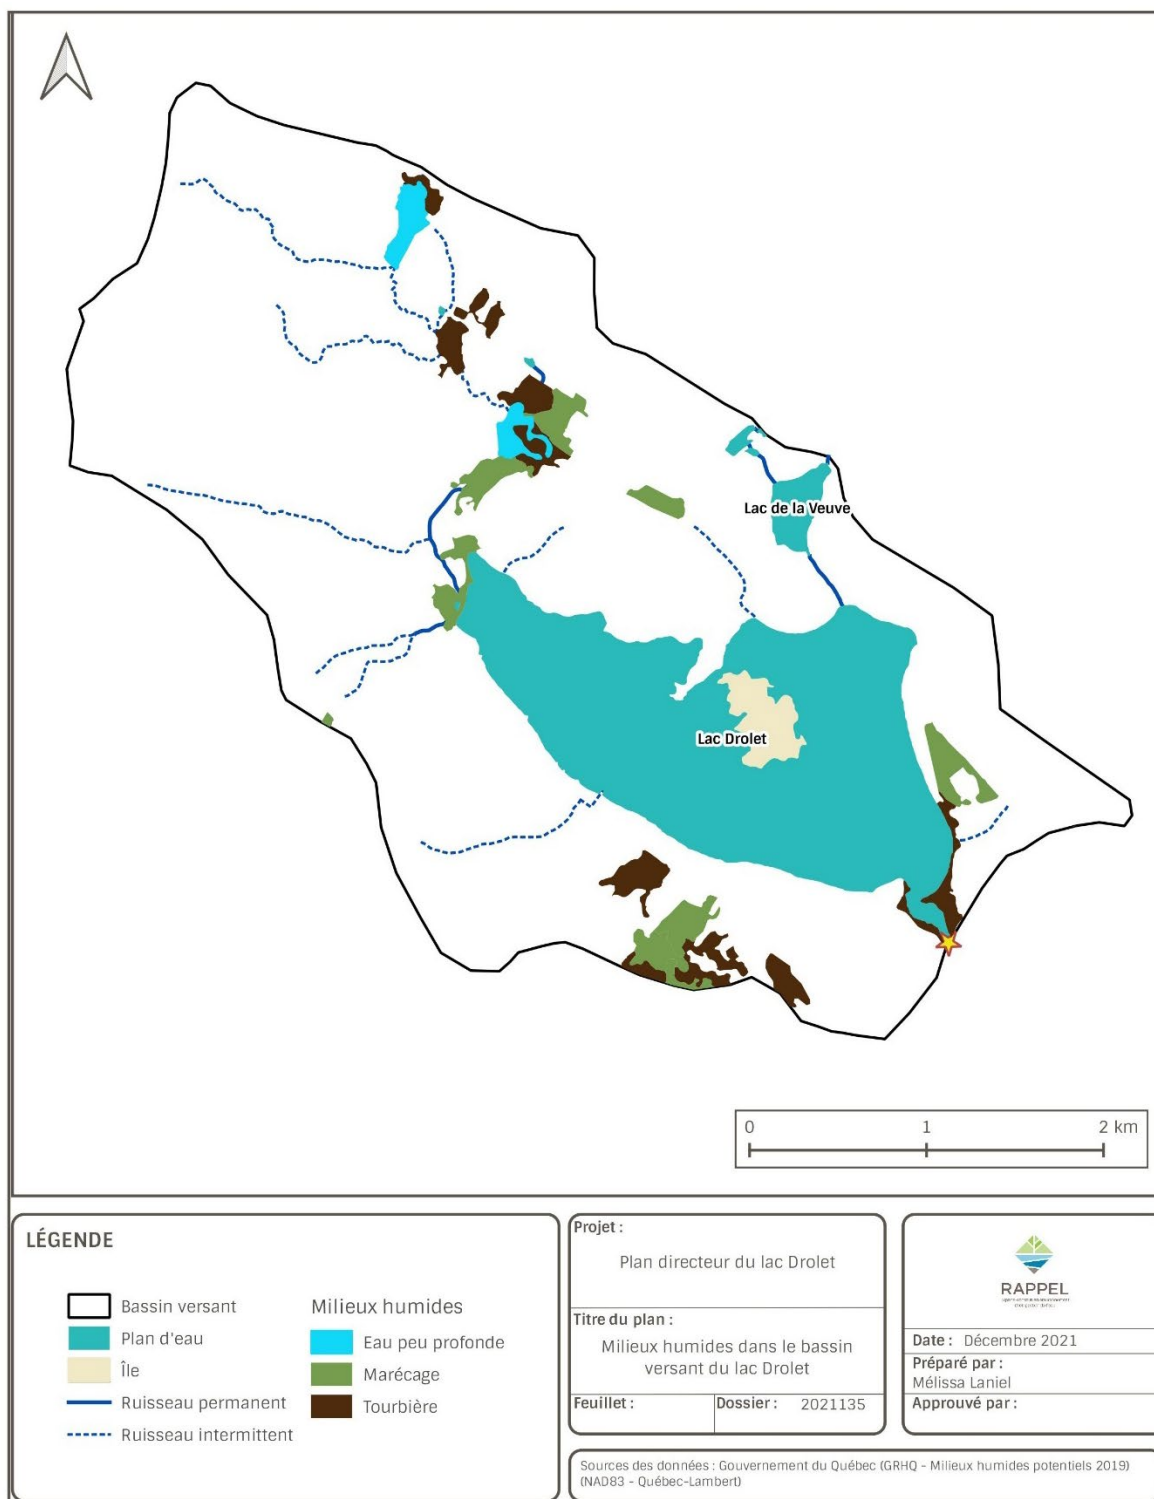 Lac de la Veuve
Lac Drolet
0 1 2 km
LÉGENDE
Bassin versant
Plan d'eau
Île
Ruisseau permanent
Ruisseau intermittent
Milieux humides
Eau peu profonde
Marécage
Tourbière
Projet :
Plan directeur du lac Drolet
Titre du plan :
Milieux humides dans le bassin
versant du lac Drolet
Feuillet :
Dossier : 2021135
RAPPEL
Date : Décembre 2021
Préparé par :
Mélissa Laniel
Approuvé par :
Sources des données : Gouvernement du Québec (GRHQ - Milieux humides potentiels 2019)
(NAD83 - Québec-Lambert)